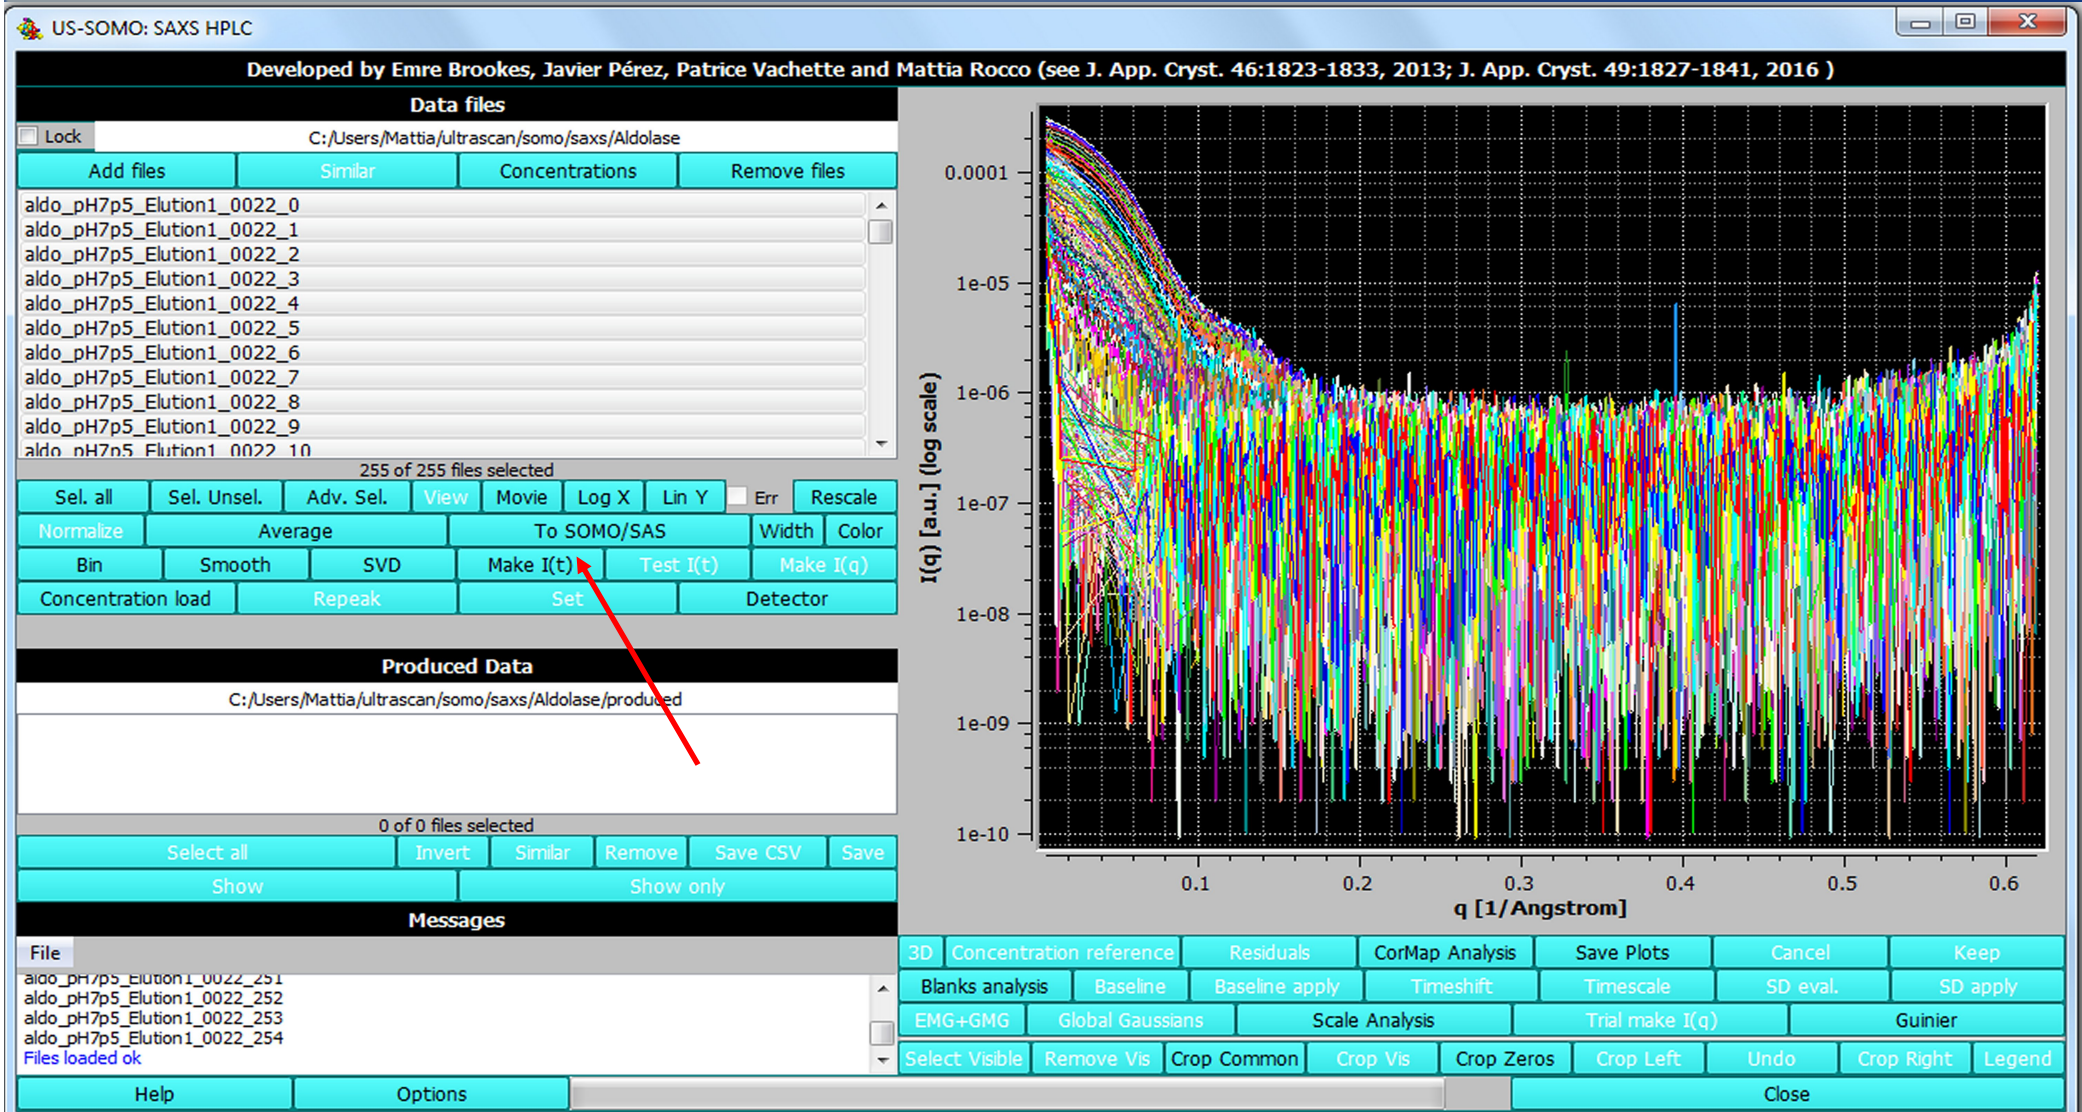 US-SOMO: SAXS HPLC
Developed by Emre Brookes, Javier Pérez, Patrice Vachette and Mattia Rocco (see J. App. Cryst. 46:1823-1833, 2013; J. App. Cryst. 49:1827-1841, 2016 )
Data files
Lock C:/Users/Mattia/ultrascan/somo/saxs/Aldolase
Add files Similar Concentrations Remove files
aldo_pH7p5_Elution1_0022_0
aldo_pH7p5_Elution1_0022_1
aldo_pH7p5_Elution1_0022_2
aldo_pH7p5_Elution1_0022_3
aldo_pH7p5_Elution1_0022_4
aldo_pH7p5_Elution1_0022_5
aldo_pH7p5_Elution1_0022_6
aldo_pH7p5_Elution1_0022_7
aldo_pH7p5_Elution1_0022_8
aldo_pH7p5_Elution1_0022_9
aldo_pH7p5_Elution1_0022_10
255 of 255 files selected
Sel. all Sel. Unsel. Adv. Sel. View Movie Log X Lin Y Err Rescale
Normalize Average To SOMO/SAS Width Color
Bin Smooth SVD Make I(t) Test I(t) Make I(q)
Concentration load Repeak Set Detector
Produced Data
C:/Users/Mattia/ultrascan/somo/saxs/Aldolase/produced
0 of 0 files selected
Select all Invert Similar Remove Save CSV Save
Show Show only
Messages
File
aldo_pH7p5_Elution1_0022_251
aldo_pH7p5_Elution1_0022_252
aldo_pH7p5_Elution1_0022_253
aldo_pH7p5_Elution1_0022_254
Files loaded ok
I(q) [a.u.] (log scale)
0.0001
1e-05
1e-06
1e-07
1e-08
1e-09
1e-10
0.1 0.2 0.3 0.4 0.5 0.6
q [1/Angstrom]
3D Concentration reference Residuals CorMap Analysis Save Plots Cancel Keep
Blanks analysis Baseline Baseline apply Timeshift Timescale SD eval. SD apply
EMG+GMG Global Gaussians Scale Analysis Trial make I(q) Guinier
Select Visible Remove Vis Crop Common Crop Vis Crop Zeros Crop Left Undo Crop Right Legend
Help Options Close